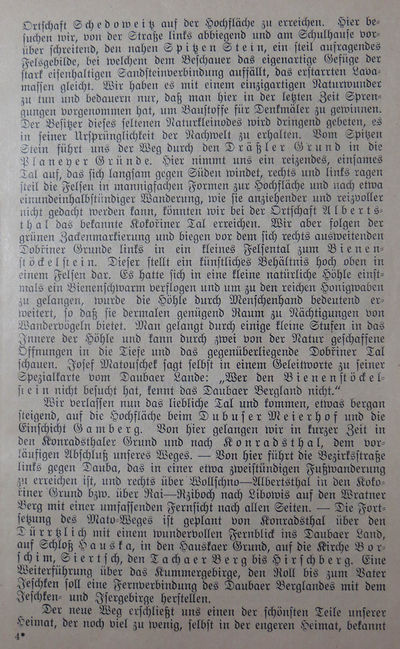 Ortschaft Schedoweitz auf der Hochfläche zu erreichen. Hier be-
suchen wir, von der Straße links abbiegend und am Schulhause vor-
über schreitend, den nahen Spitzen Stein, ein steil aufragendes
Felsgebilde, bei welchem dem Beschauer das eigenartige Gefüge der
stark eisenhaltigen Sandsteinverbindung auffällt, das erstarrten Lava-
massen gleicht. Wir haben es mit einem einzigartigen Naturwunder
zu tun und bedauern nur, daß man hier in der letzten Zeit Spren-
gungen vorgenommen hat, um Baustoffe für Denkmäler zu gewinnen.
Der Besitzer dieses seltenen Naturkleinodes wird dringend gebeten, es
in seiner Ursprünglichkeit der Nachwelt zu erhalten. Vom Spitzen
Stein führt uns der Weg durch den Dräßler Grund in die
Planeyer Gründe. Hier nimmt uns ein reizendes, einsames
Tal auf, das sich langsam gegen Süden windet, rechts und links ragen
steil die Felsen in mannigfachen Formen zur Hochfläche und nach etwa
einundeinhalbstündiger Wanderung, wie sie anziehender und reizvoller
nicht gedacht werden kann, könnten wir bei der Ortschaft Alberts-
thal das bekannte Kokořiner Tal erreichen. Wir aber folgen der
grünen Zackenmarkierung und biegen vor dem sich rechts ausweitenden
Dobřiner Grunde links in ein kleines Felsental zum Bienen-
stöckelstein. Dieser stellt ein künstliches Behältnis hoch oben in
einem Felsen dar. Es hatte sich in eine kleine natürliche Höhle einst-
mals ein Bienenschwarm verflogen und um zu den reichen Honigwaben
zu gelangen, wurde die Höhle durch Menschenhand bedeutend er-
weitert, so daß sie dermalen genügend Raum zu Nächtigungen von
Wandervögeln bietet. Man gelangt durch einige kleine Stufen in das
Innere der Höhle und kann durch zwei von der Natur geschaffene
Öffnungen in die Tiefe und das gegenüberliegende Dobřiner Tal
schauen. Josef Matouschek sagt selbst in einem Geleitworte zu seiner
Spezialkarte vom Daubaer Lande: „Wer den Bienenstöckel-
stein nicht besucht hat, kennt das Daubaer Bergland nicht.“
Wir verlassen nun das liebliche Tal und kommen, etwas bergan
steigend, auf die Hochfläche beim Dibuser Meierhof und die
Einschicht Gamberg. Von hier gelangen wir in kurzer Zeit in
den Konradsthaler Grund und nach Konradsthal, dem vor-
läufigen Abschluß unseres Weges. — Von hier führt die Bezirksstraße
links gegen Dauba, das in einer etwa zweistündigen Fußwanderung
zu erreichen ist, und rechts über Wollschno—Albertsthal in den Koko-
riner Grund bzw. über Rai—Rziboch nach Libowis auf den Wratner
Berg mit einer umfassenden Fernsicht nach allen Seiten. — Die Fort-
setzung des Mato-Weges ist geplant von Konradsthal über den
Türržlich mit einem wundervollen Fernblick ins Daubaer Land,
auf Schloß Hauska, in den Hauskaer Grund, auf die Kirche Bor-
schim, Siertsch, den Tachaer Berg bis Hirschberg. Eine
Weiterführung über das Kummergebirge, den Roll bis zum Vater
Jeschken soll eine Fernverbindung des Daubaer Berglandes mit dem
Jeschken- und Isergebirge herstellen.
Der neue Weg erschließt uns einen der schönsten Teile unserer
Heimat, der noch viel zu wenig, selbst in der engeren Heimat, bekannt
4*